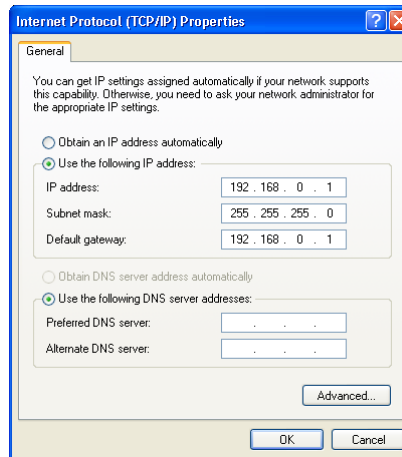 Internet Protocol (TCP/IP) Properties
General
You can get IP settings assigned automatically if your network supports
this capability. Otherwise, you need to ask your network administrator for
the appropriate IP settings.
Obtain an IP address automatically
Use the following IP address:
IP address: 192 . 168 . 0 . 1
Subnet mask: 255 . 255 . 255 . 0
Default gateway: 192 . 168 . 0 . 1
Obtain DNS server address automatically
Use the following DNS server addresses:
Preferred DNS server: . . .
Alternate DNS server: . . .
Advanced...
OK Cancel